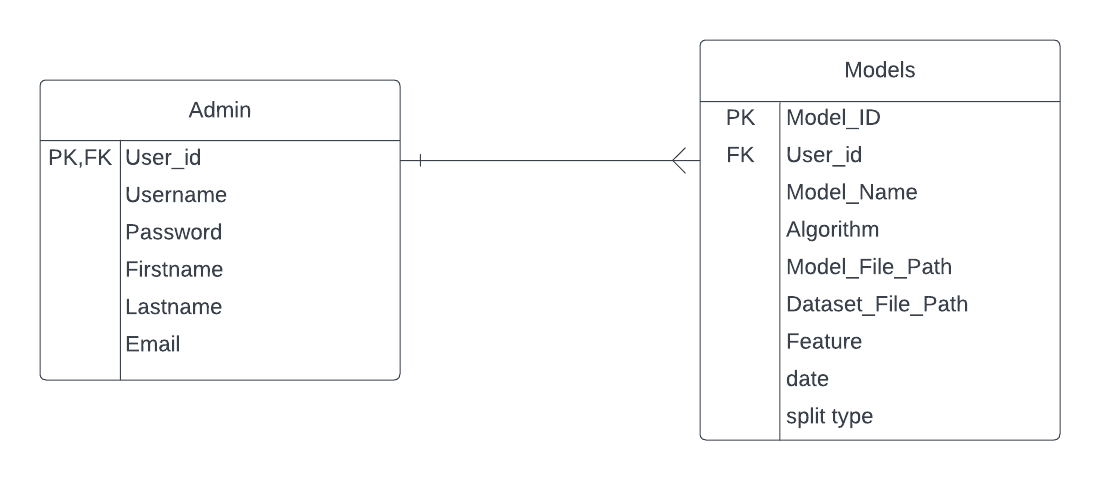 Admin
PK,FK User_id
Username
Password
Firstname
Lastname
Email
Models
PK Model_ID
FK User_id
Model_Name
Algorithm
Model_File_Path
Dataset_File_Path
Feature
date
split type